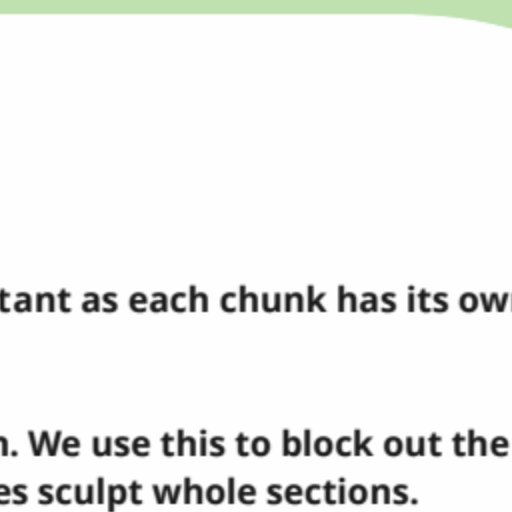 tant as each chunk has its own
n. We use this to block out the
es sculpt whole sections.